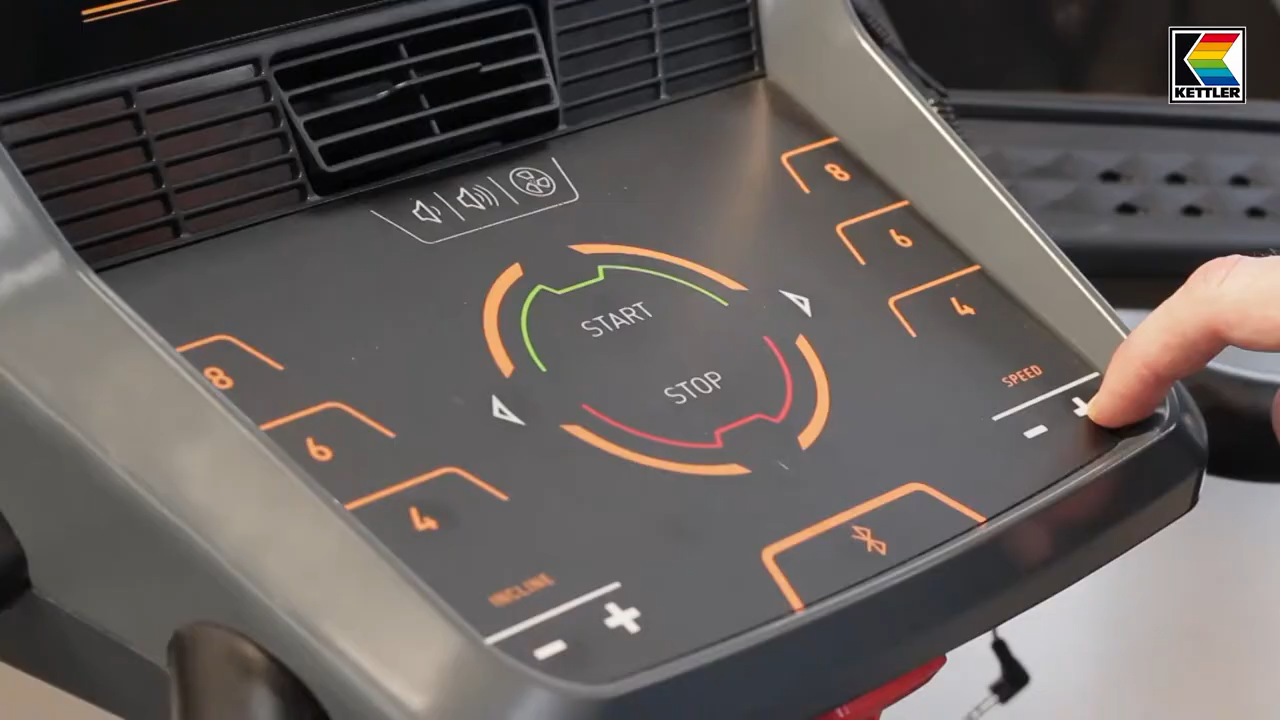 KETTLER
8
6
4
SPEED
- +
START
STOP
8
6
4
INCLINE
- +